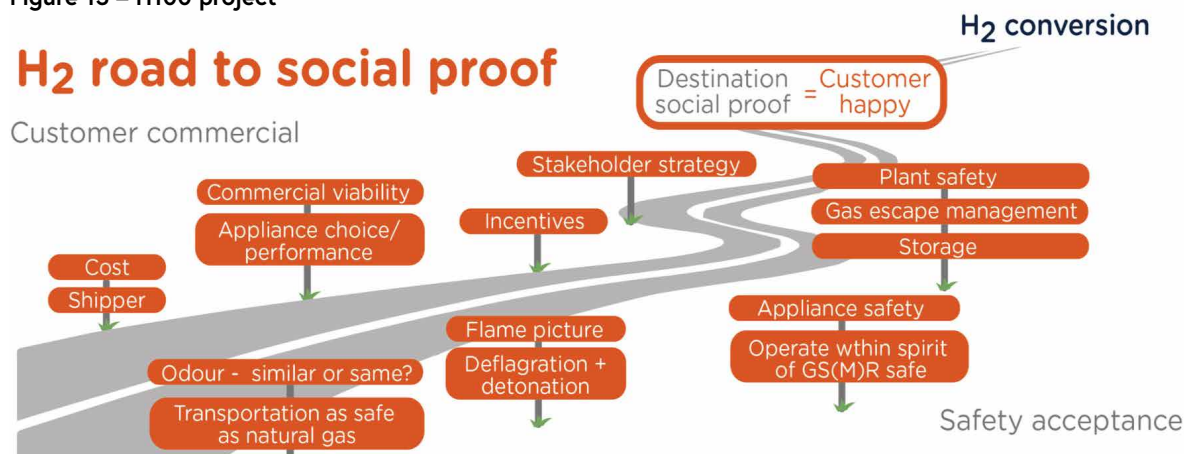 H2 conversion
H2 road to social proof
Destination
social proof
=
Customer
happy
Customer commercial
Stakeholder strategy
Commercial viability
Appliance choice/
performance
Incentives
Cost
Shipper
Plant safety
Gas escape management
Storage
Appliance safety
Operate wthin spirit
of GS(M)R safe
Flame picture
Deflagration +
detonation
Odour - similar or same?
Transportation as safe
as natural gas
Safety acceptance